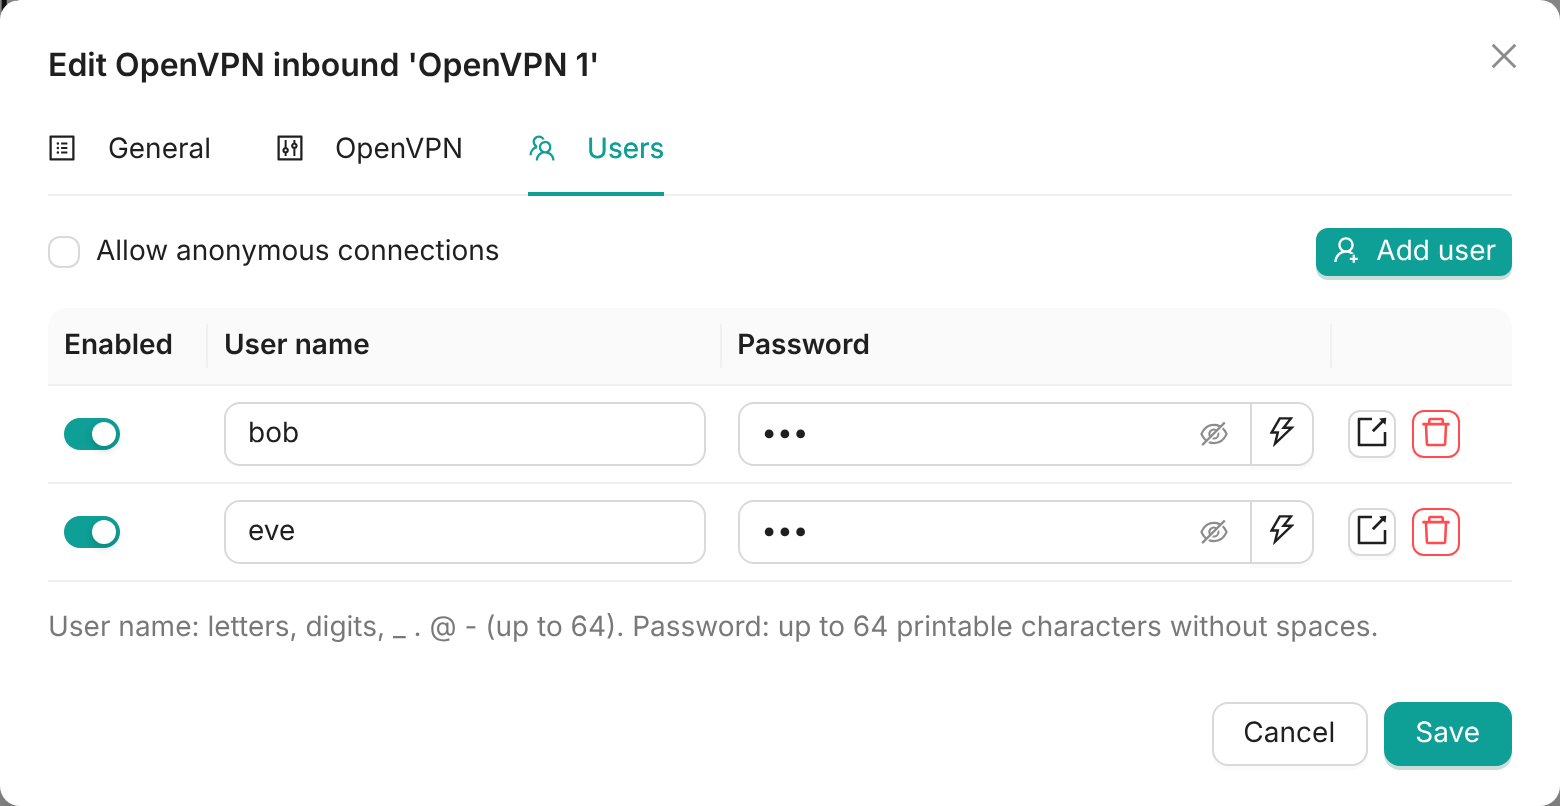 Edit OpenVPN inbound 'OpenVPN 1'
General OpenVPN Users
Allow anonymous connections Add user
Enabled User name Password
bob •••
eve •••
User name: letters, digits, _ . @ - (up to 64). Password: up to 64 printable characters without spaces.
Cancel Save